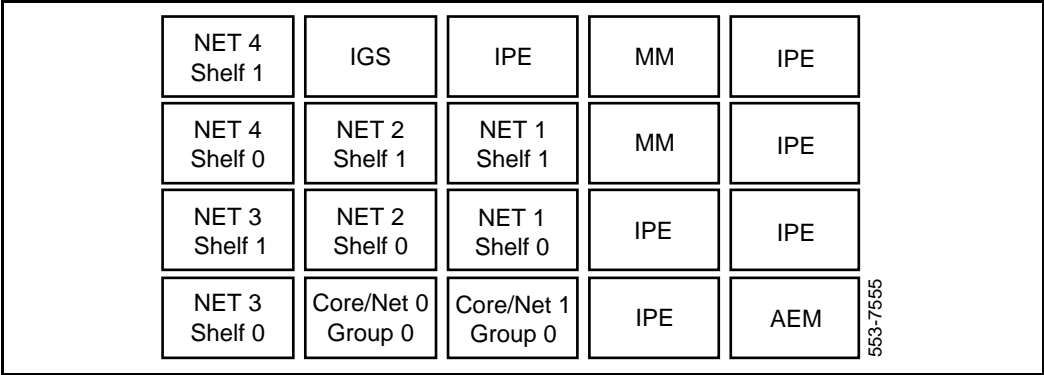 NET 4
Shelf 1
IGS
IPE
MM
IPE
NET 4
Shelf 0
NET 2
Shelf 1
NET 1
Shelf 1
MM
IPE
NET 3
Shelf 1
NET 2
Shelf 0
NET 1
Shelf 0
IPE
IPE
NET 3
Shelf 0
Core/Net 0
Group 0
Core/Net 1
Group 0
IPE
AEM
553-7555